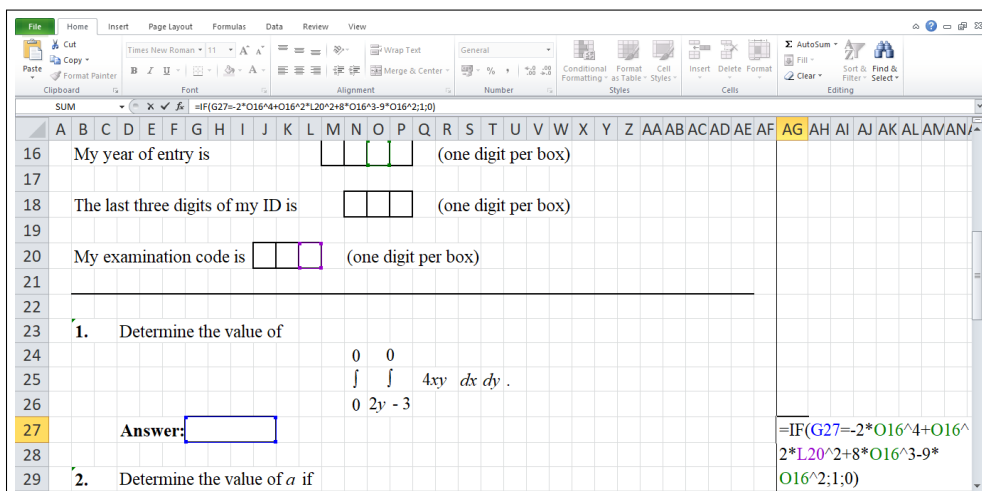 File Home Insert Page Layout Formulas Data Review View
Cut
Copy
Format Painter
Paste
Times New Roman 11 A A
B I U A
Wrap Text
Merge & Center
General
% ,
Conditional Formatting
Format as Table
Cell Styles
Insert Delete Format
Σ AutoSum
Fill
Clear
Sort & Filter
Find & Select
Clipboard Font Alignment Number Styles Cells Editing
SUM fx =IF(G27=-2*O16^4+O16^2*L20^2+8*O16^3-9*O16^2;1;0)
A B C D E F G H I J K L M N O P Q R S T U V W X Y Z AA AB AC AD AE AF AG AH AI AJ AK AL AM AN
16 My year of entry is (one digit per box)
17
18 The last three digits of my ID is (one digit per box)
19
20 My examination code is (one digit per box)
21
22
23 1. Determine the value of
24 0 0
25 ∫ ∫ 4xy dx dy .
26 0 2y - 3
27 Answer: =IF(G27=-2*O16^4+O16^
28 2*L20^2+8*O16^3-9*
29 2. Determine the value of a if O16^2;1;0)